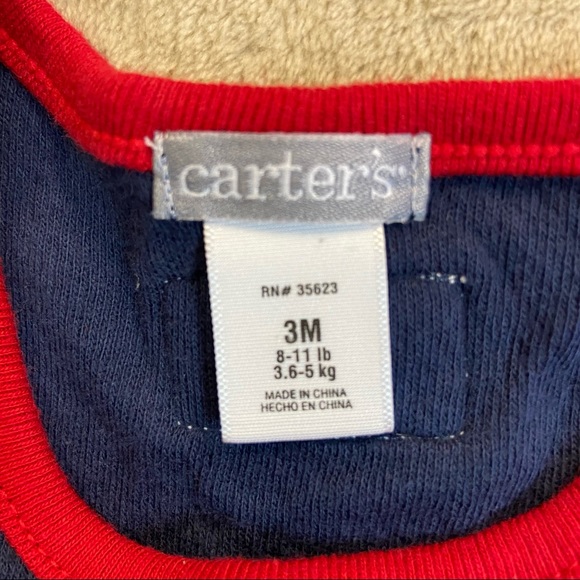 carter's
RN# 35623
3M
8-11 lb
3.6-5 kg
MADE IN CHINA
HECHO EN CHINA